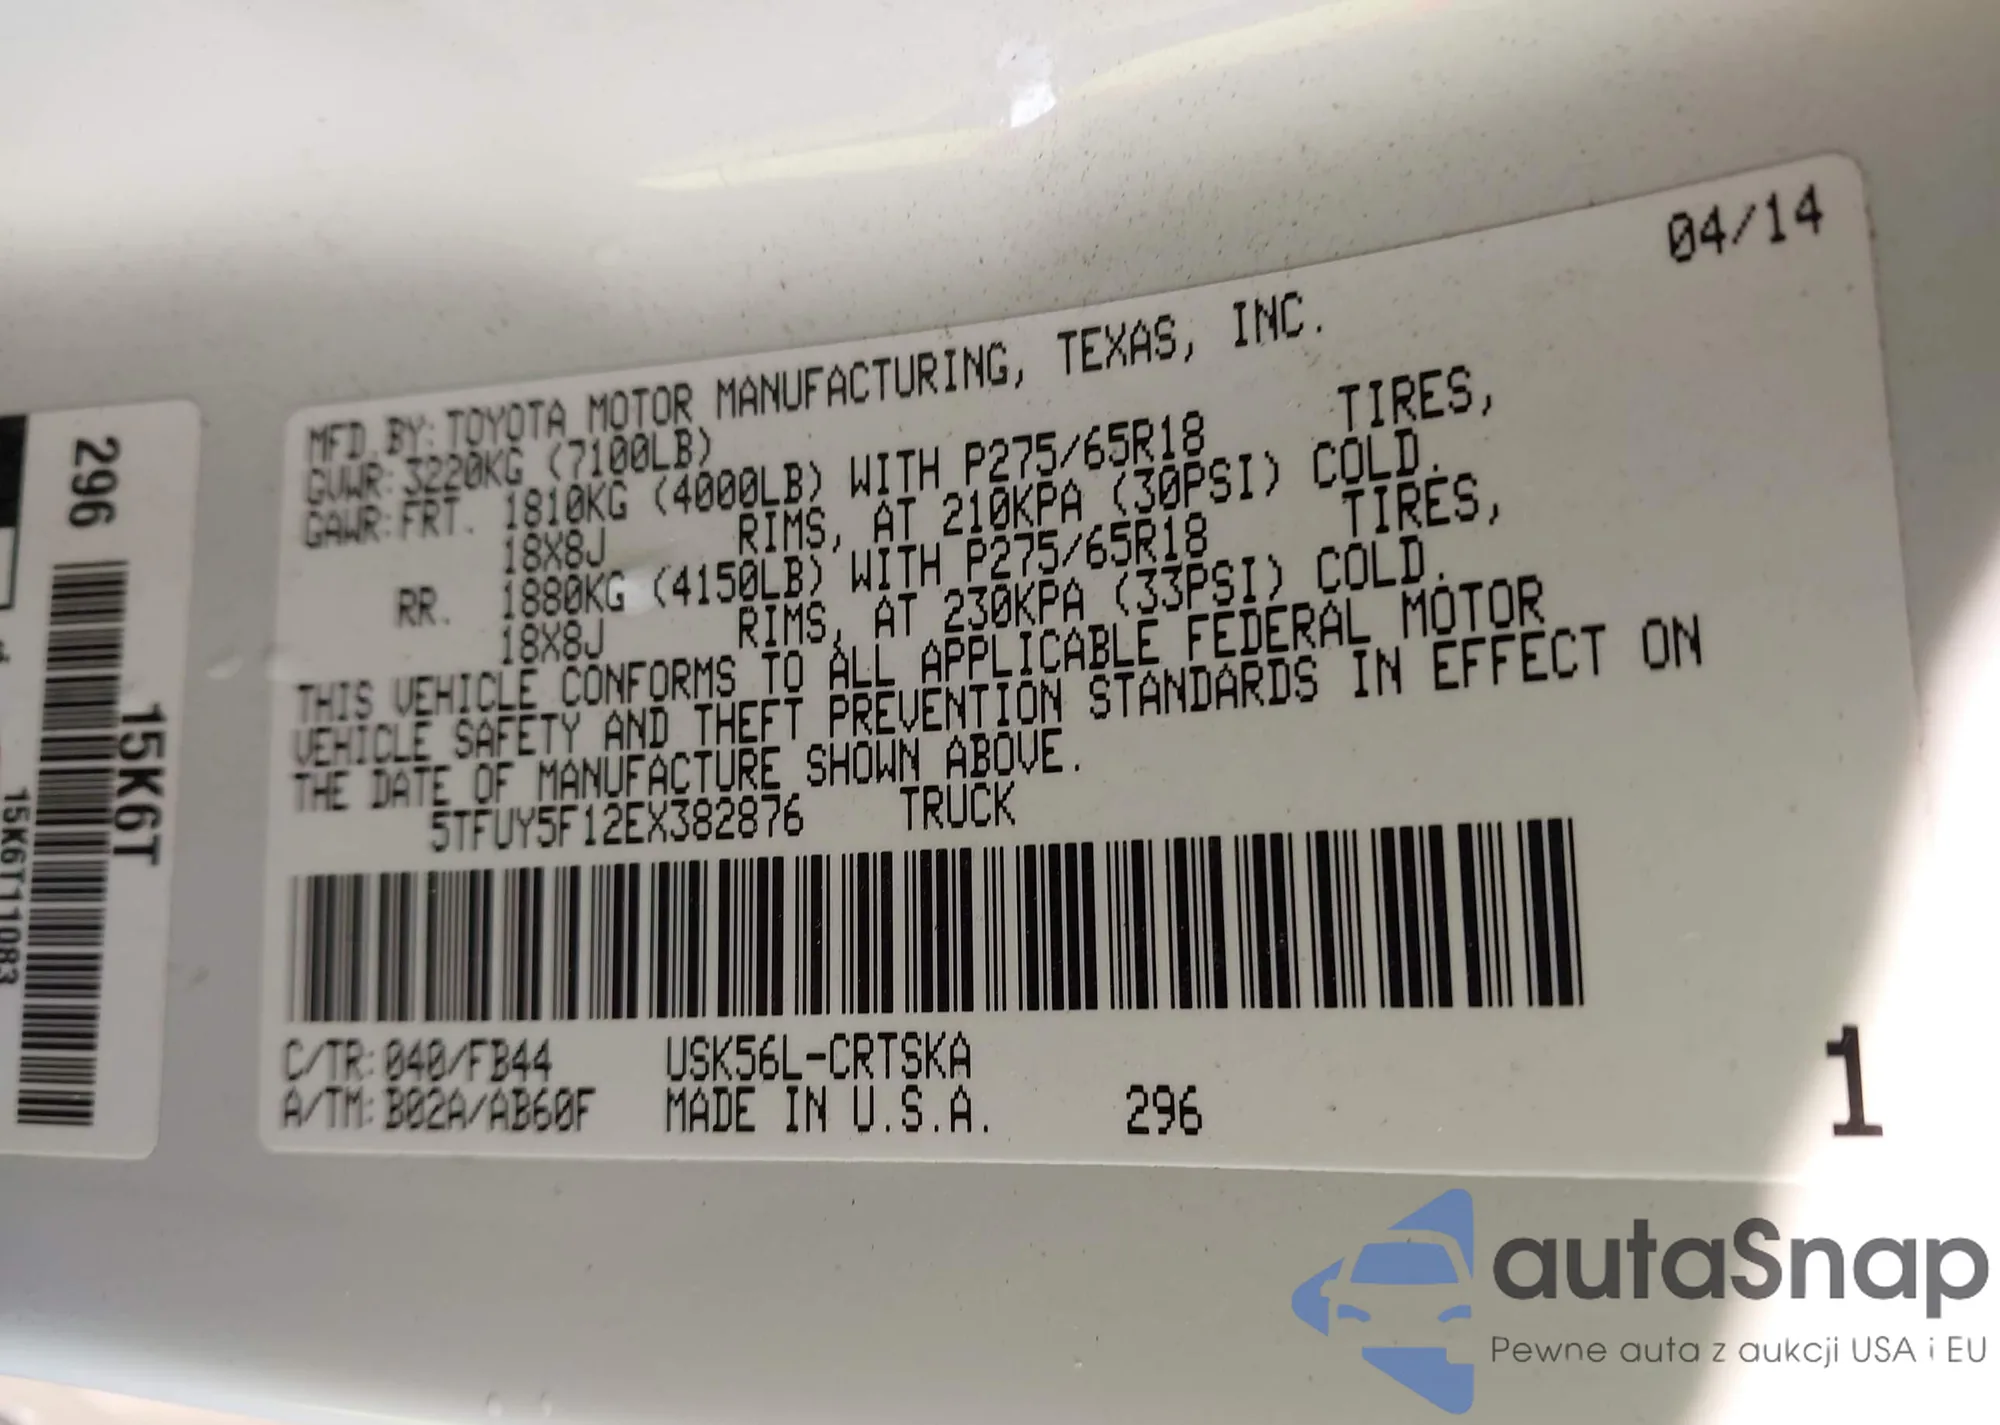 04/14
MFD.BY:TOYOTA MOTOR MANUFACTURING, TEXAS, INC.
GVWR:3220KG (7100LB)
GAWR:FRT. 1810KG (4000LB) WITH P275/65R18 TIRES,
18X8J RIMS, AT 210KPA (30PSI) COLD.
RR. 1880KG (4150LB) WITH P275/65R18 TIRES,
18X8J RIMS, AT 230KPA (33PSI) COLD.
THIS VEHICLE CONFORMS TO ALL APPLICABLE FEDERAL MOTOR
VEHICLE SAFETY AND THEFT PREVENTION STANDARDS IN EFFECT ON
THE DATE OF MANUFACTURE SHOWN ABOVE.
5TFUY5F12EX382876 TRUCK
C/TR:040/FB44 USK56L-CRTSKA
A/TM:B02A/AB60F MADE IN U.S.A. 296
1
296
15K6T
15K6T11083
autaSnap
Pewne auta z aukcji USA i EU